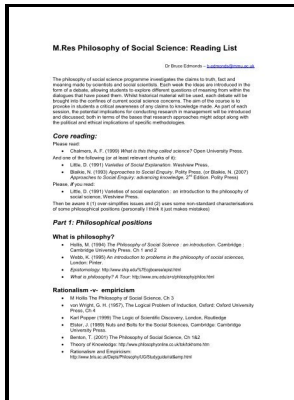 M.Res Philosophy of Social Science: Reading List
Dr Bruce Edmonds – b.edmonds@mmu.ac.uk
The philosophy of social science programme investigates the claims to truth, fact and
meaning made by scientists and social scientists. Each week the ideas are introduced in the
form of a debate, allowing students to explore different questions of meaning from within the
dialogues that have posed them. Whilst historical material will be used, each debate will be
brought into the confines of current social science concerns. The aim of the course is to
provoke in students a critical awareness of any claims to knowledge made. As part of each
session, the potential implications for conducting research in management will be introduced
and discussed; both in terms of the bases that research approaches might adopt along with
the political and ethical implications of specific methodologies.
Core reading:
Please read:
• Chalmers, A. F. (1999) What is this thing called science? Open University Press.
And one of the following (or at least relevant chunks of it):
• Little, D. (1991) Varieties of Social Explanation. Westview Press.
• Blaikie, N. (1993) Approaches to Social Enquiry. Polity Press. (or Blaikie, N. (2007)
Approaches to Social Enquiry: advancing knowledge, 2nd Edition. Polity Press)
Please, if you read:
• Little, D. (1991) Varieties of social explanation : an introduction to the philosophy of
social science, Westview Press.
Then be aware it (1) over-simplifies issues and (2) uses some non-standard characterisations
of some philosophical positions (personally I think it just makes mistakes)
Part 1: Philosophical positions
What is philosophy?
• Hollis, M. (1994) The Philosophy of Social Science : an introduction. Cambridge :
Cambridge University Press. Ch 1 and 2
• Webb, K. (1995) An introduction to problems in the philosophy of social sciences,
London: Pinter
• Epistemology:
• What is philosophy? A Tour:
Rationalism -v- empiricism
• M Hollis The Philosophy of Social Science, Ch 3
• von Wright, G. H. (1957), The Logical Problem of Induction, Oxford: Oxford University
Press, Ch 4
• Karl Popper (1999) The Logic of Scientific Discovery, London, Routledge
• Elster, J. (1989) Nuts and Bolts for the Social Sciences, Cambridge: Cambridge
University Press.
• Benton, T. (2001) The Philosophy of Social Science, Ch 1&2
• Theory of Knowledge:
• Rationalism and Empiricism: